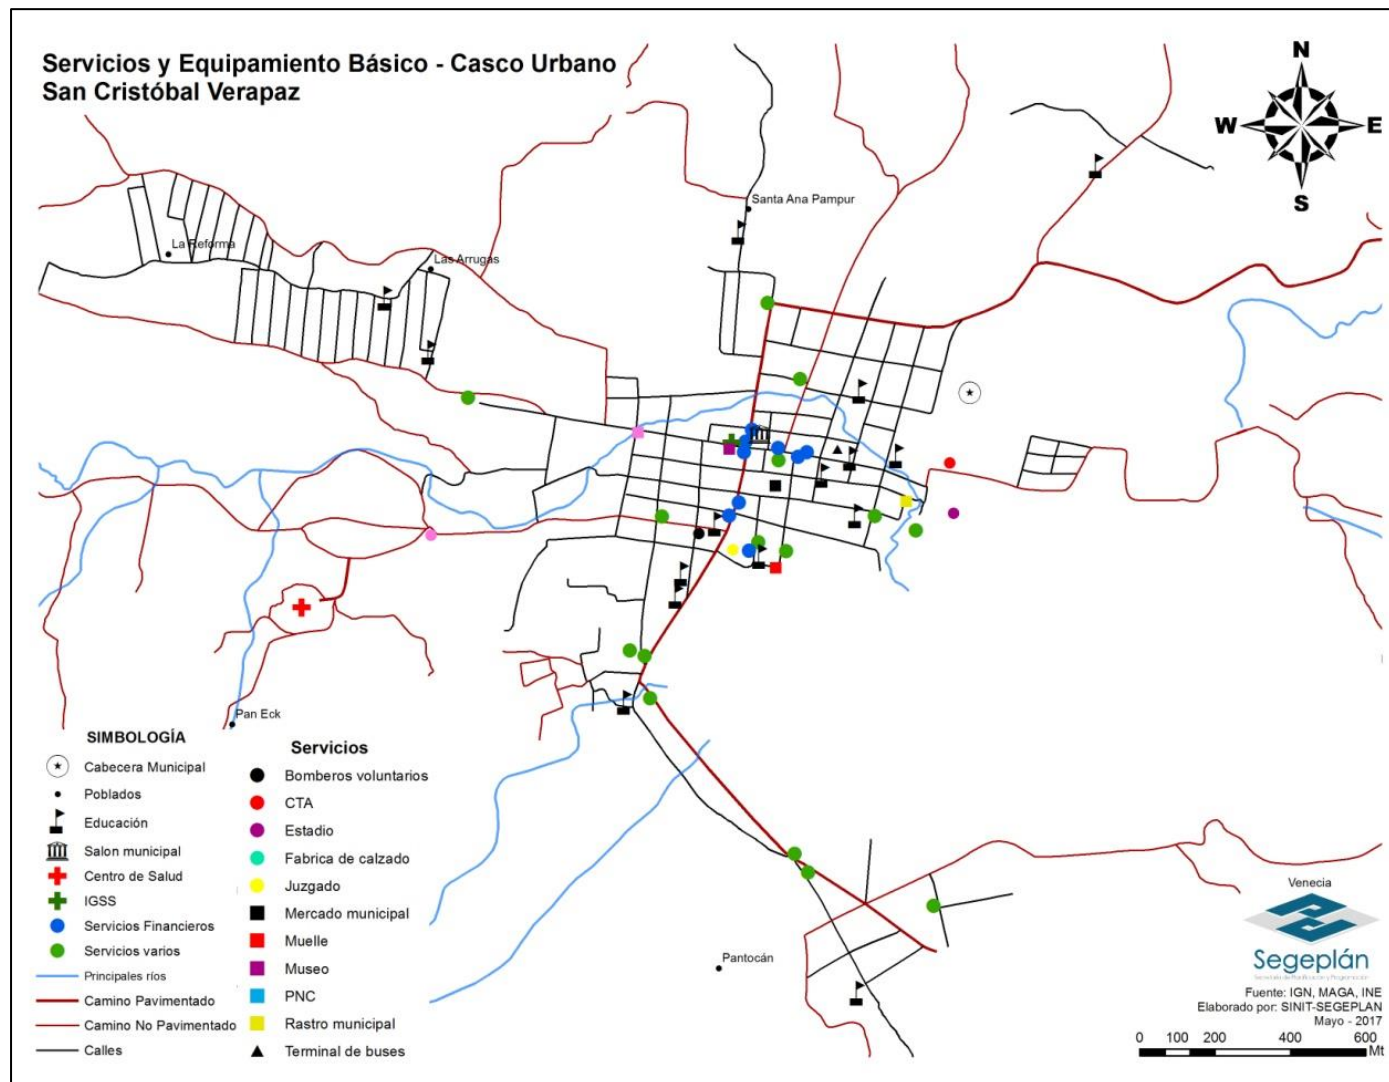 Servicios y Equipamiento Básico - Casco Urbano
San Cristóbal Verapaz
N
W
E
S
Santa Ana Pampur
La Reforma
Las Arrugas
Pan Eck
Pantocán
SIMBOLOGÍA
Cabecera Municipal
Poblados
Educación
Salon municipal
Centro de Salud
IGSS
Servicios Financieros
Servicios varios
Principales ríos
Camino Pavimentado
Camino No Pavimentado
Calles
Servicios
Bomberos voluntarios
CTA
Estadio
Fabrica de calzado
Juzgado
Mercado municipal
Muelle
Museo
PNC
Rastro municipal
Terminal de buses
Venecia
Segeplán
Fuente: IGN, MAGA, INE
Elaborado por: SINIT-SEGEPLAN
Mayo - 2017
0 100 200 400 600
Mt